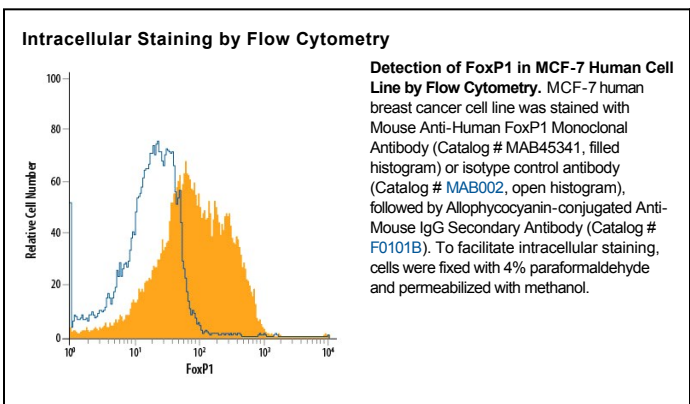 Intracellular Staining by Flow Cytometry
Detection of FoxP1 in MCF-7 Human Cell
Line by Flow Cytometry. MCF-7 human
breast cancer cell line was stained with
Mouse Anti-Human FoxP1 Monoclonal
Antibody (Catalog # MAB45341, filled
histogram) or isotype control antibody
(Catalog # MAB002, open histogram),
followed by Allophycocyanin-conjugated Anti-
Mouse IgG Secondary Antibody (Catalog #
F0101B). To facilitate intracellular staining,
cells were fixed with 4% paraformaldehyde
and permeabilized with methanol.
Relative Cell Number
100
80
60
40
20
0
10⁰ 10¹ 10² 10³ 10⁴
FoxP1